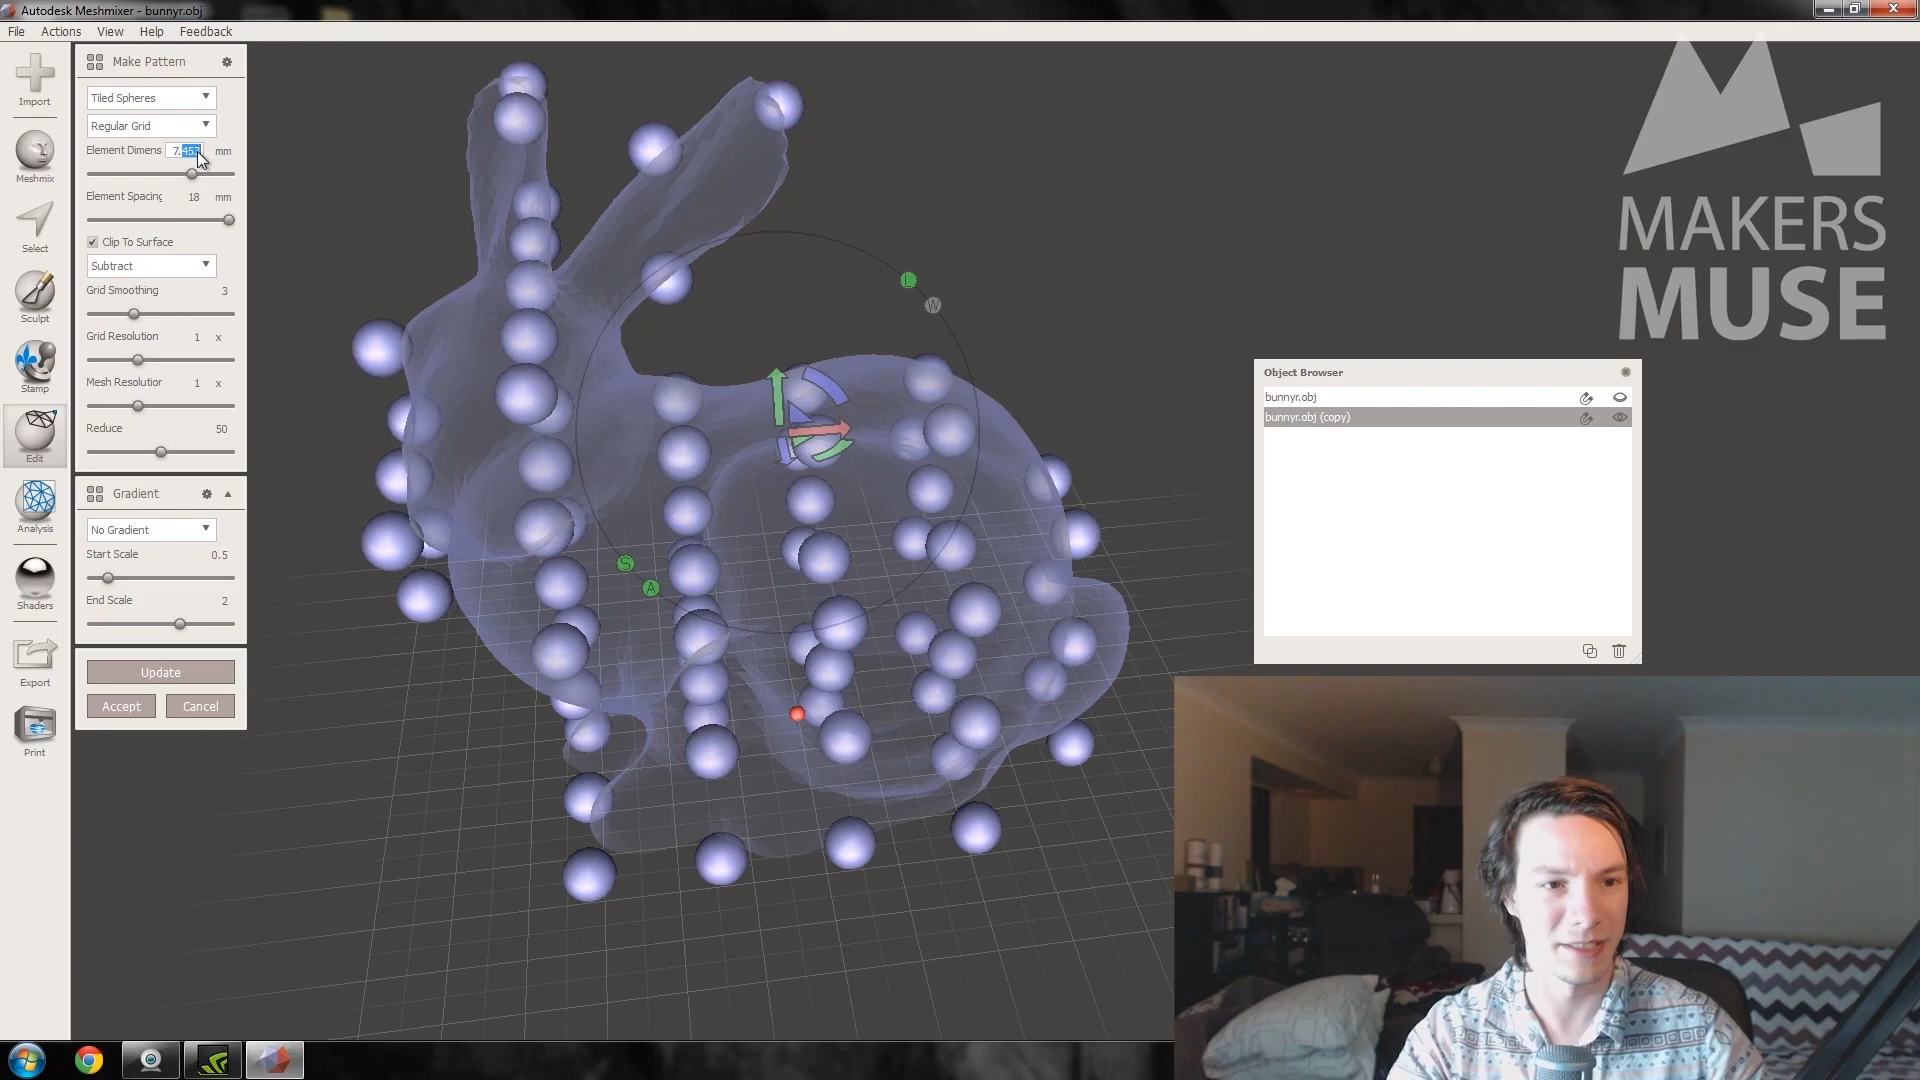 Autodesk Meshmixer - bunnyr.obj
File Actions View Help Feedback
Import
Meshmix
Select
Sculpt
Stamp
Edit
Analysis
Shaders
Export
Print
Make Pattern
Tiled Spheres
Regular Grid
Element Dimens 7.453 mm
Element Spacing 18 mm
Clip To Surface
Subtract
Grid Smoothing 3
Grid Resolution 1 x
Mesh Resolution 1 x
Reduce 50
Gradient
No Gradient
Start Scale 0.5
End Scale 2
Update
Accept Cancel
L
W
S
A
MAKERS
MUSE
Object Browser
bunnyr.obj
bunnyr.obj (copy)